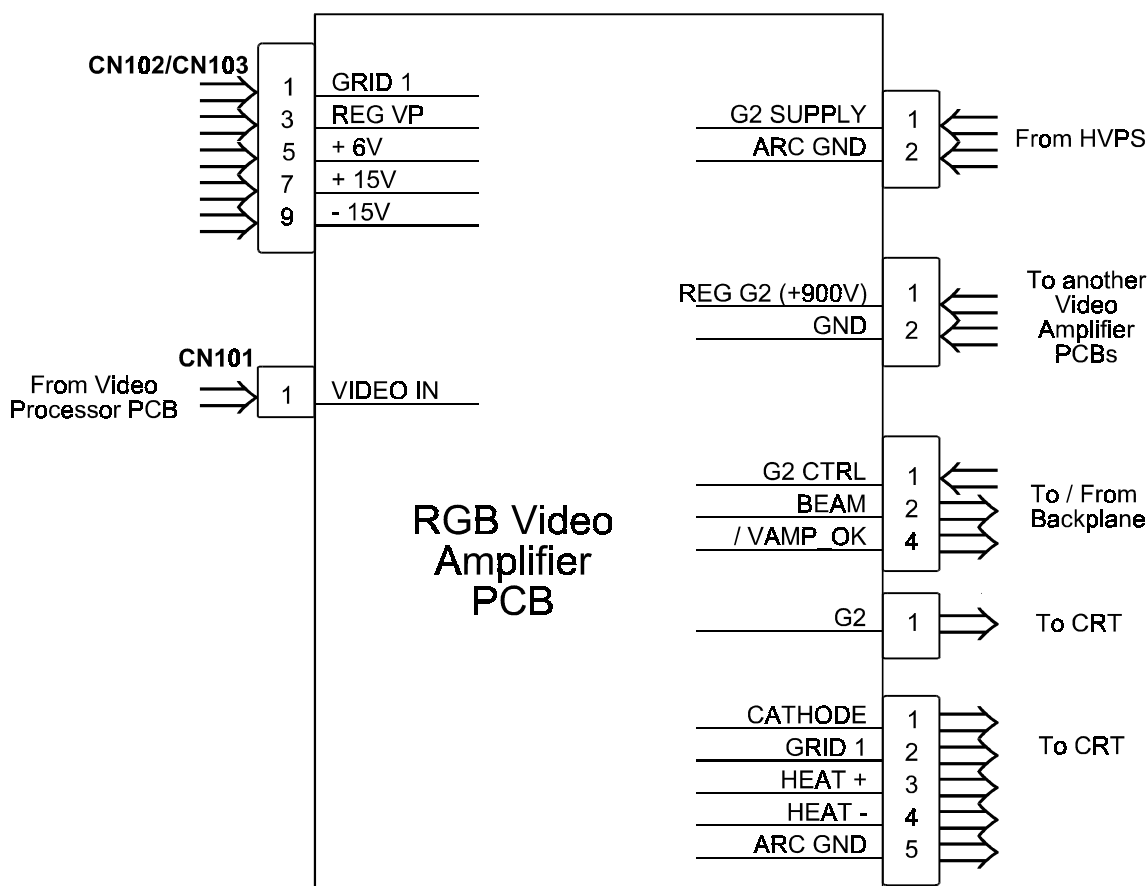 CN102/CN103
1 GRID 1
3 REG VP
5 + 6V
7 + 15V
9 - 15V
CN101
From Video
Processor PCB
1 VIDEO IN
RGB Video
Amplifier
PCB
G2 SUPPLY 1
ARC GND 2
From HVPS
REG G2 (+900V) 1
GND 2
To another
Video
Amplifier
PCBs
G2 CTRL 1
BEAM 2
/ VAMP_OK 4
To / From
Backplane
G2 1
To CRT
CATHODE 1
GRID 1 2
HEAT + 3
HEAT - 4
ARC GND 5
To CRT